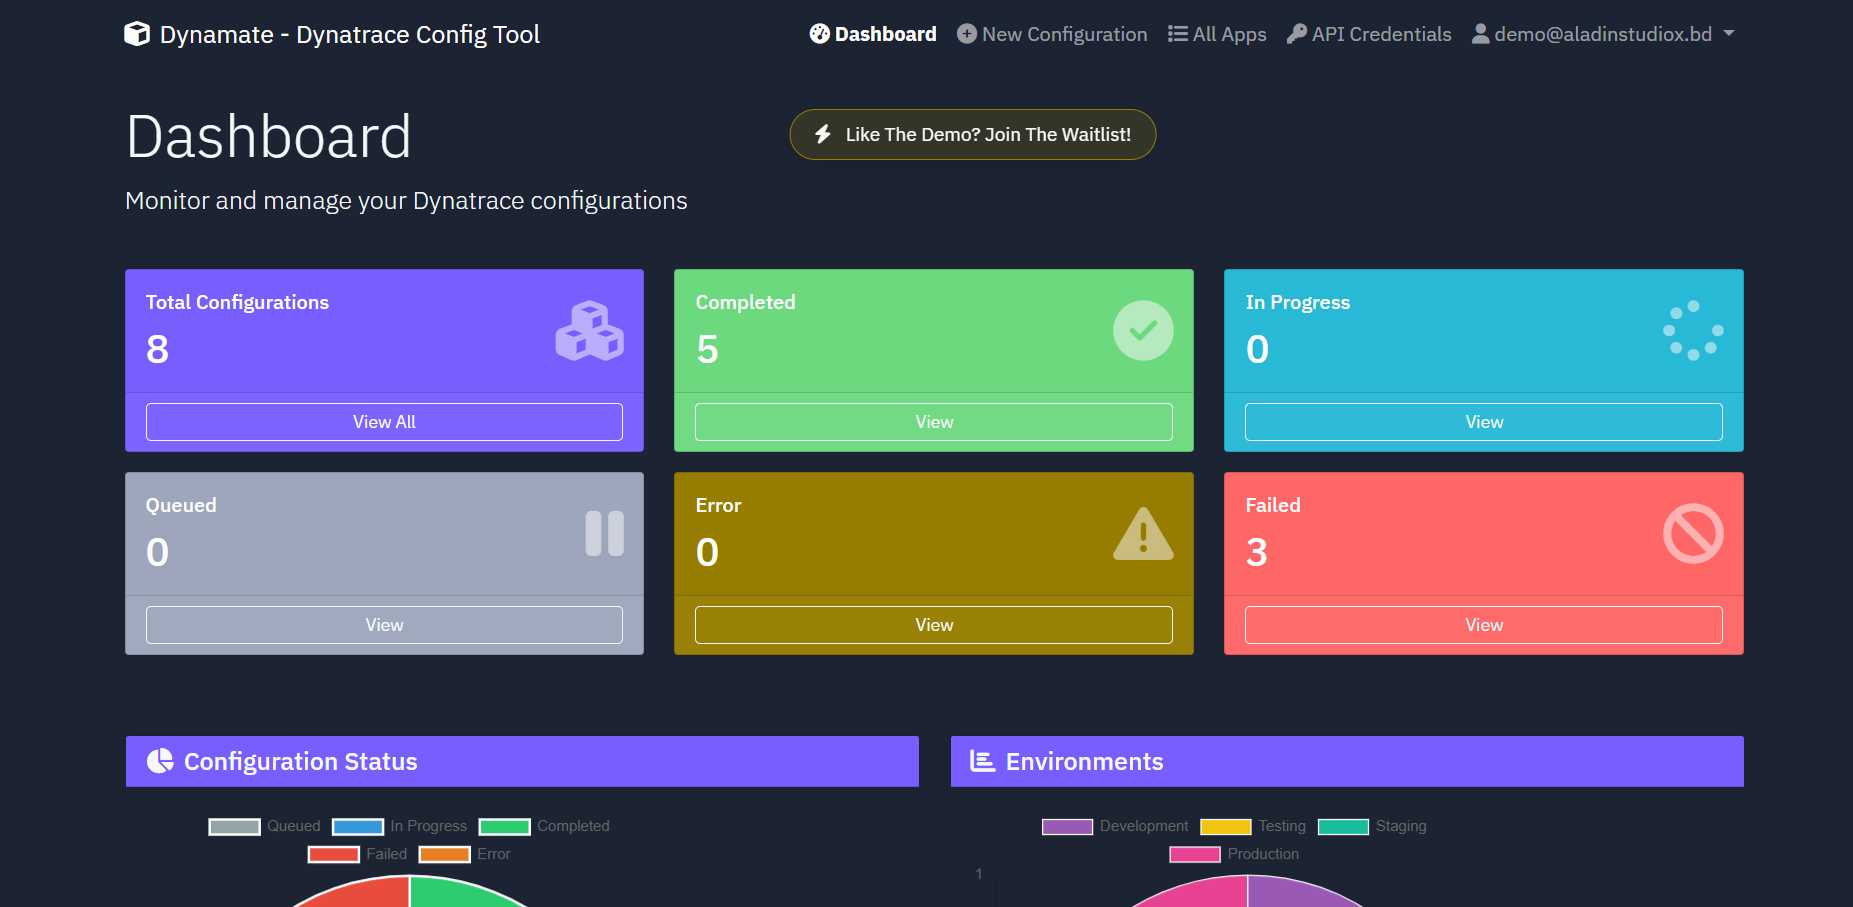 Dynamate - Dynatrace Config Tool
Dashboard New Configuration All Apps API Credentials demo@aladinstudiox.bd
Dashboard
Like The Demo? Join The Waitlist!
Monitor and manage your Dynatrace configurations
Total Configurations
8
View All
Completed
5
View
In Progress
0
View
Queued
0
View
Error
0
View
Failed
3
View
Configuration Status
Queued In Progress Completed
Failed Error
Environments
Development Testing Staging
Production
1